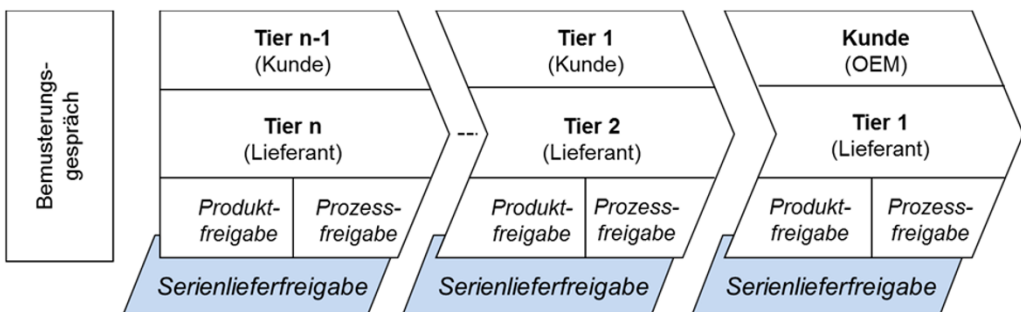 Bemusterungs-
gespräch
Tier n-1
(Kunde)
Tier n
(Lieferant)
Produkt-
freigabe
Prozess-
freigabe
Serienlieferfreigabe
---
Tier 1
(Kunde)
Tier 2
(Lieferant)
Produkt-
freigabe
Prozess-
freigabe
Serienlieferfreigabe
Kunde
(OEM)
Tier 1
(Lieferant)
Produkt-
freigabe
Prozess-
freigabe
Serienlieferfreigabe